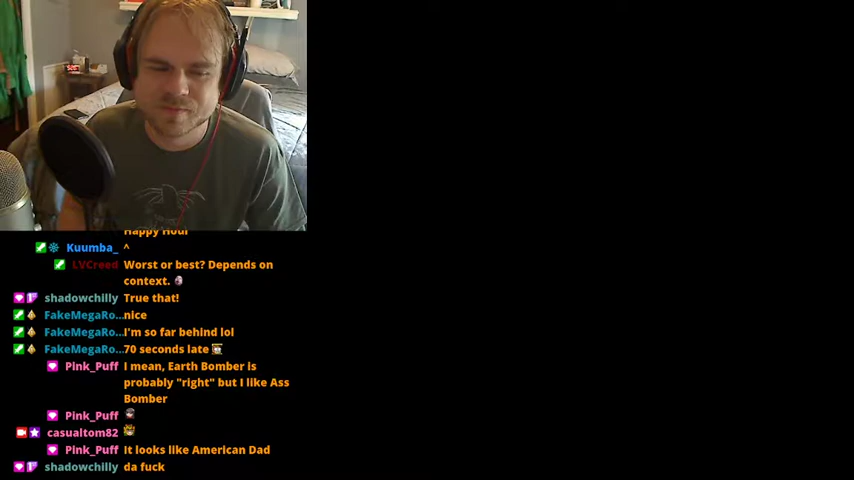 Happy Hour
Kuumba_ ^
LVCreed Worst or best? Depends on
context.
shadowchilly True that!
FakeMegaRo... nice
FakeMegaRo... I'm so far behind lol
FakeMegaRo... 70 seconds late
Pink_Puff I mean, Earth Bomber is
probably "right" but I like Ass
Bomber
Pink_Puff
casualtom82
Pink_Puff It looks like American Dad
shadowchilly da fuck